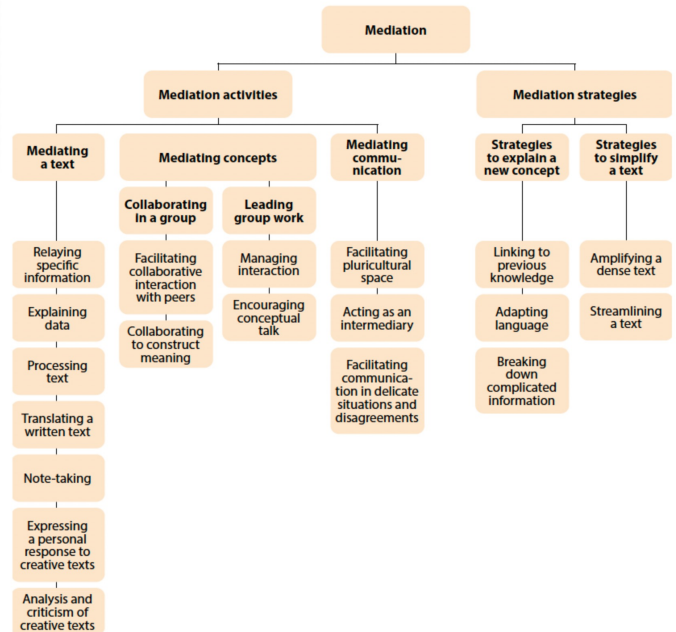 Mediation
Mediation activities
Mediation strategies
Mediating
a text
Mediating concepts
Mediating
commu-
nication
Strategies
to explain a
new concept
Strategies
to simplify
a text
Collaborating
in a group
Leading
group work
Relaying
specific
information
Explaining
data
Processing
text
Translating a
written text
Note-taking
Expressing
a personal
response to
creative texts
Analysis and
criticism of
creative texts
Facilitating
collaborative
interaction
with peers
Collaborating
to construct
meaning
Managing
interaction
Encouraging
conceptual
talk
Facilitating
pluricultural
space
Acting as an
intermediary
Facilitating
communica-
tion in delicate
situations and
disagreements
Linking to
previous
knowledge
Adapting
language
Breaking
down
complicated
information
Amplifying a
dense text
Streamlining
a text